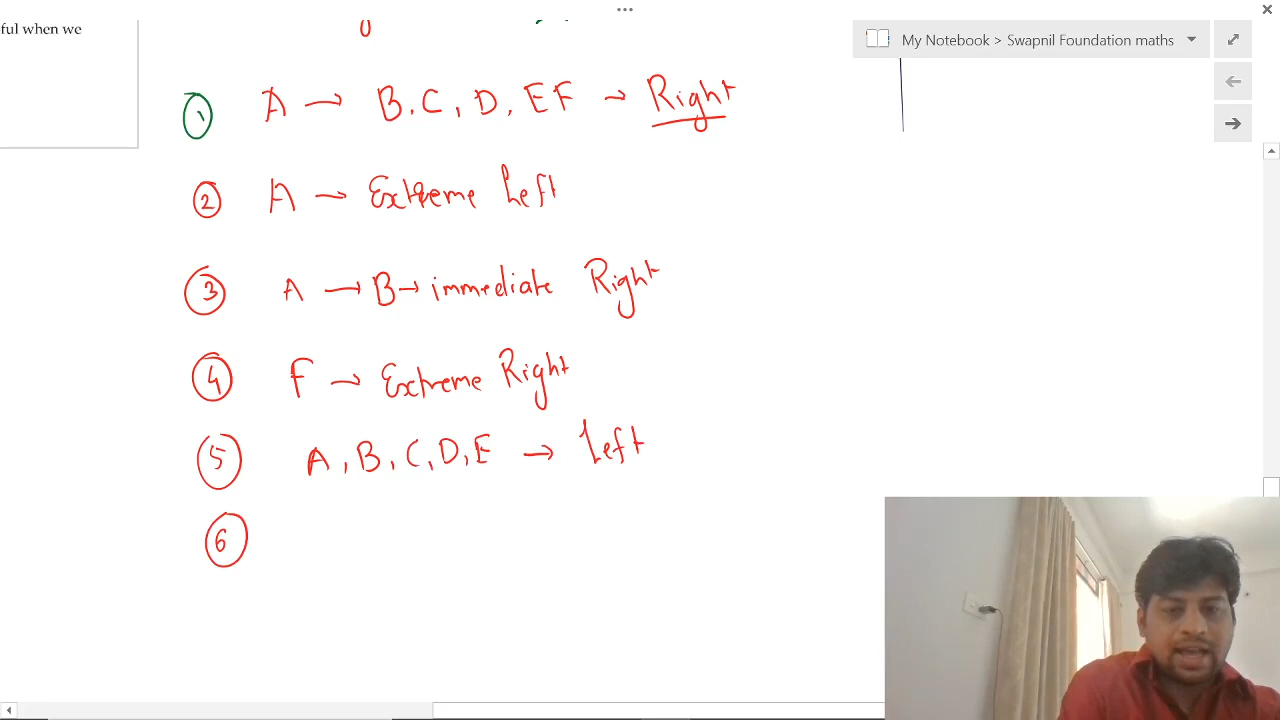 ful when we
My Notebook > Swapnil Foundation maths
1 A → B, C, D, E F → Right
2 A → Extreme Left
3 A → B → immediate Right
4 F → Extreme Right
5 A, B, C, D, E → Left
6